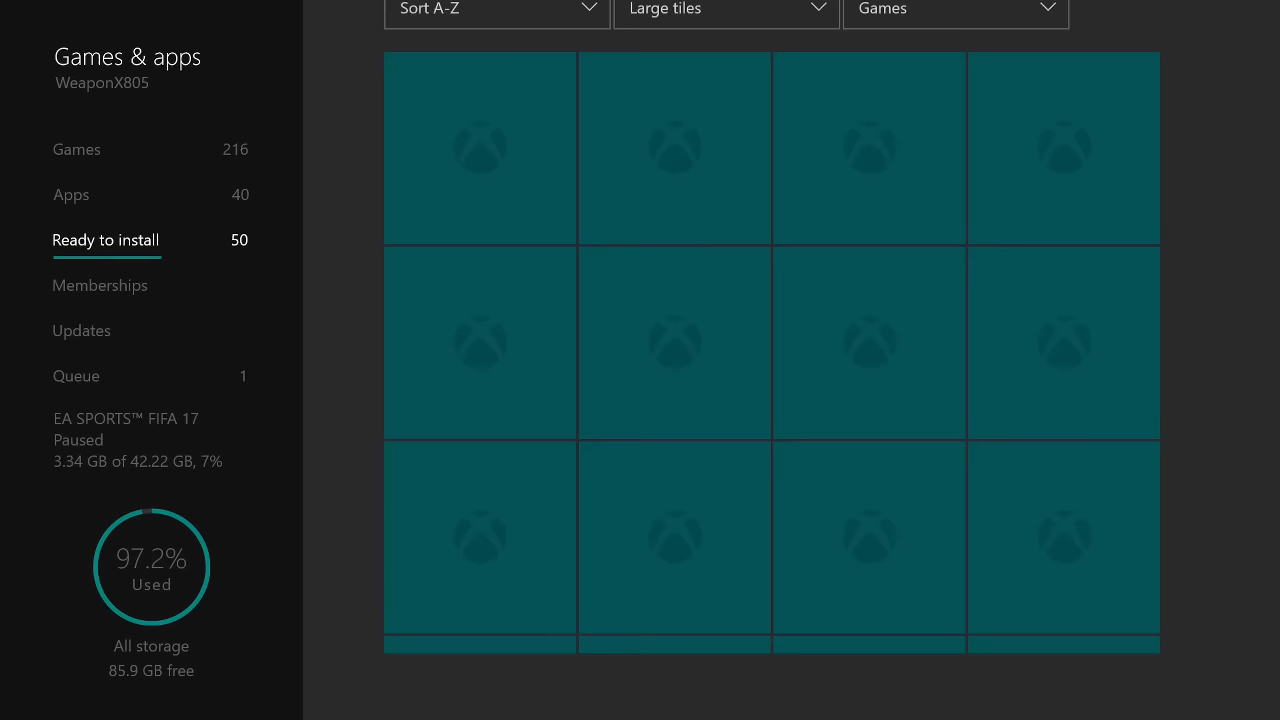 Games & apps
WeaponX805
Games 216
Apps 40
Ready to install 50
Memberships
Updates
Queue 1
EA SPORTS™ FIFA 17
Paused
3.34 GB of 42.22 GB, 7%
97.2%
Used
All storage
85.9 GB free
Sort A-Z
Large tiles
Games